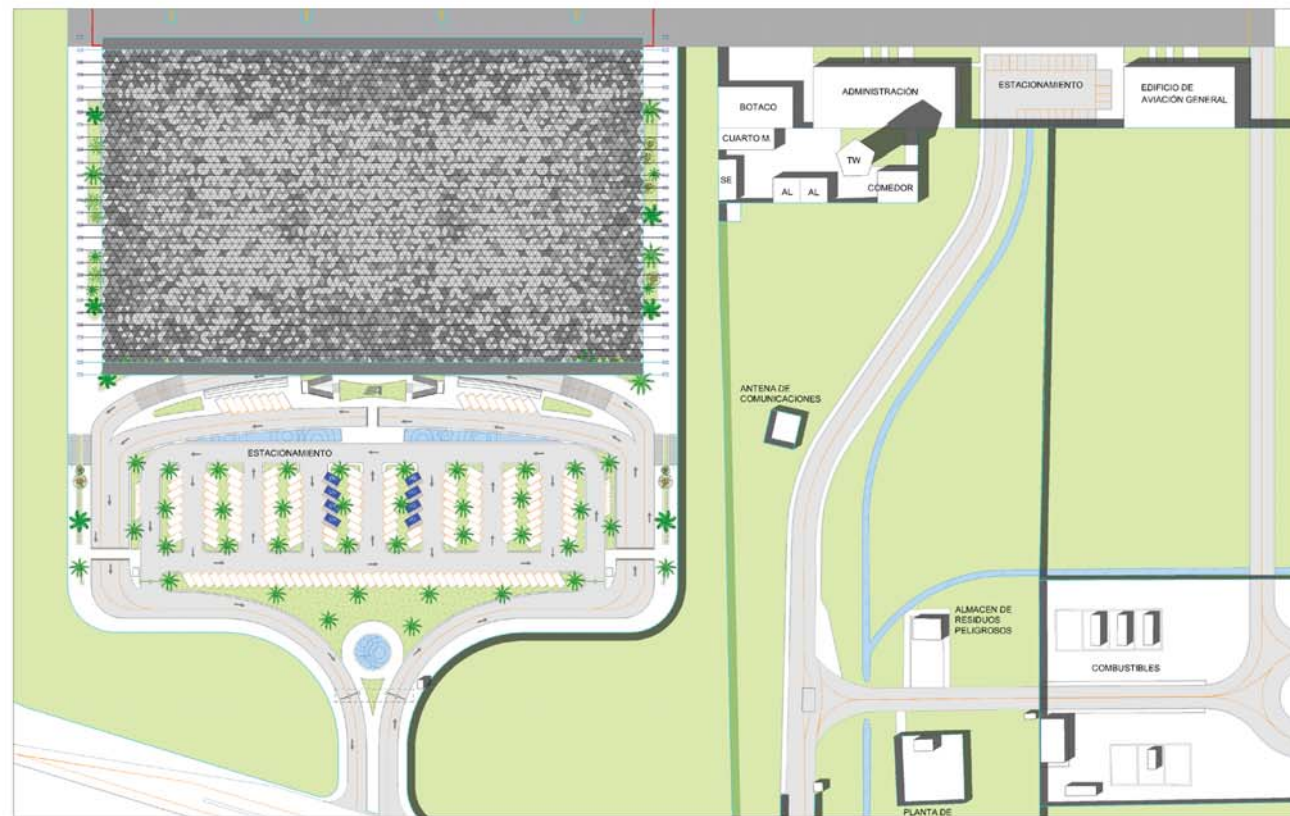 ADMINISTRACIÓN
ESTACIONAMIENTO
EDIFICIO DE
AVIACIÓN GENERAL
BOTACO
CUARTO M.
TW
SE
AL
AL
COMEDOR
ANTENA DE
COMUNICACIONES
ESTACIONAMIENTO
ALMACEN DE
RESIDUOS
PELIGROSOS
COMBUSTIBLES
PLANTA DE